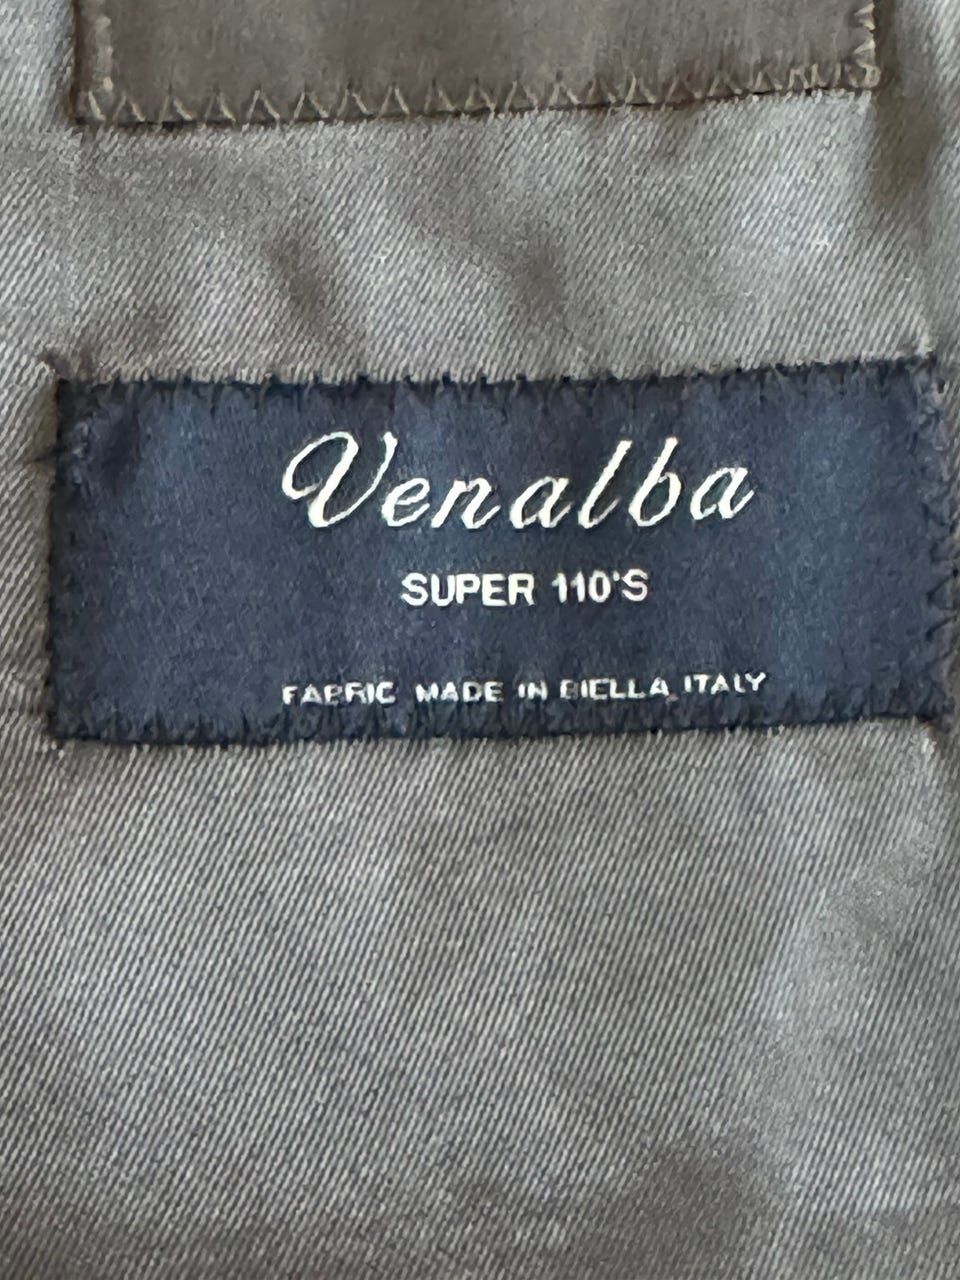 Venalba
SUPER 110'S
FABRIC MADE IN BIELLA ITALY